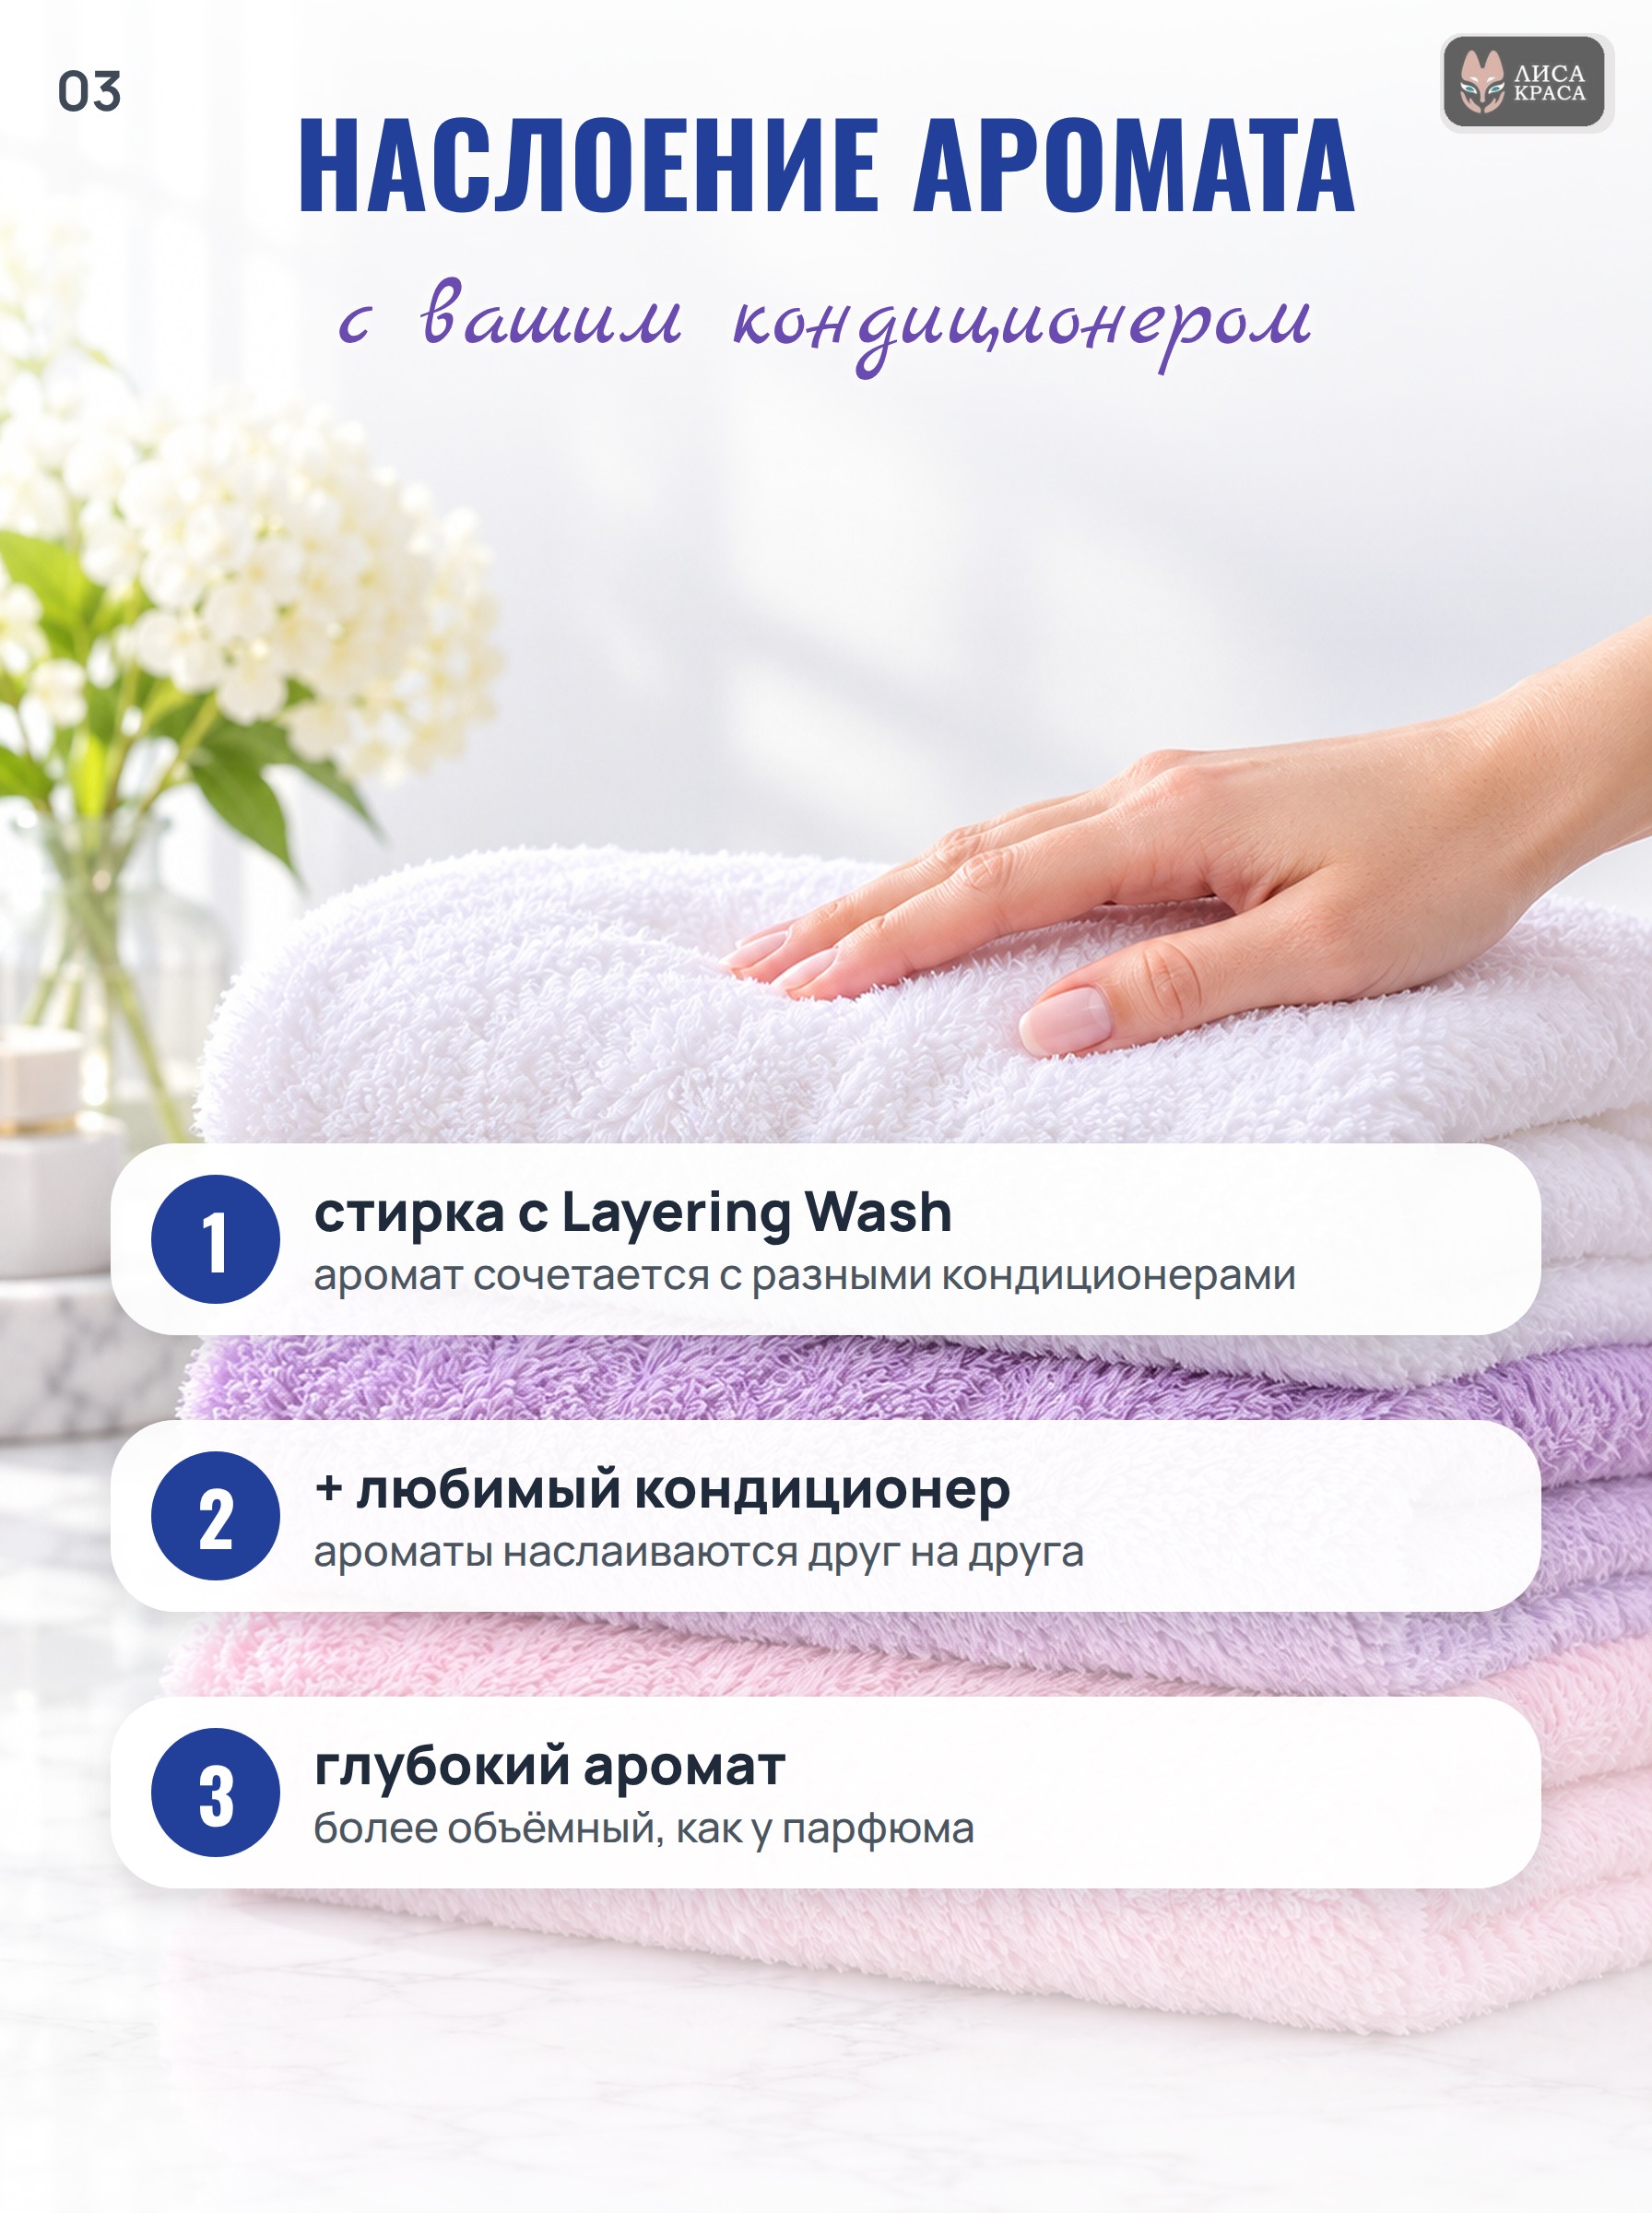 03
ЛИСА
КРАСА
НАСЛОЕНИЕ АРОМАТА
с вашим кондиционером
1
стирка с Layering Wash
аромат сочетается с разными кондиционерами
2
+ любимый кондиционер
ароматы наслаиваются друг на друга
3
глубокий аромат
более объёмный, как у парфюма